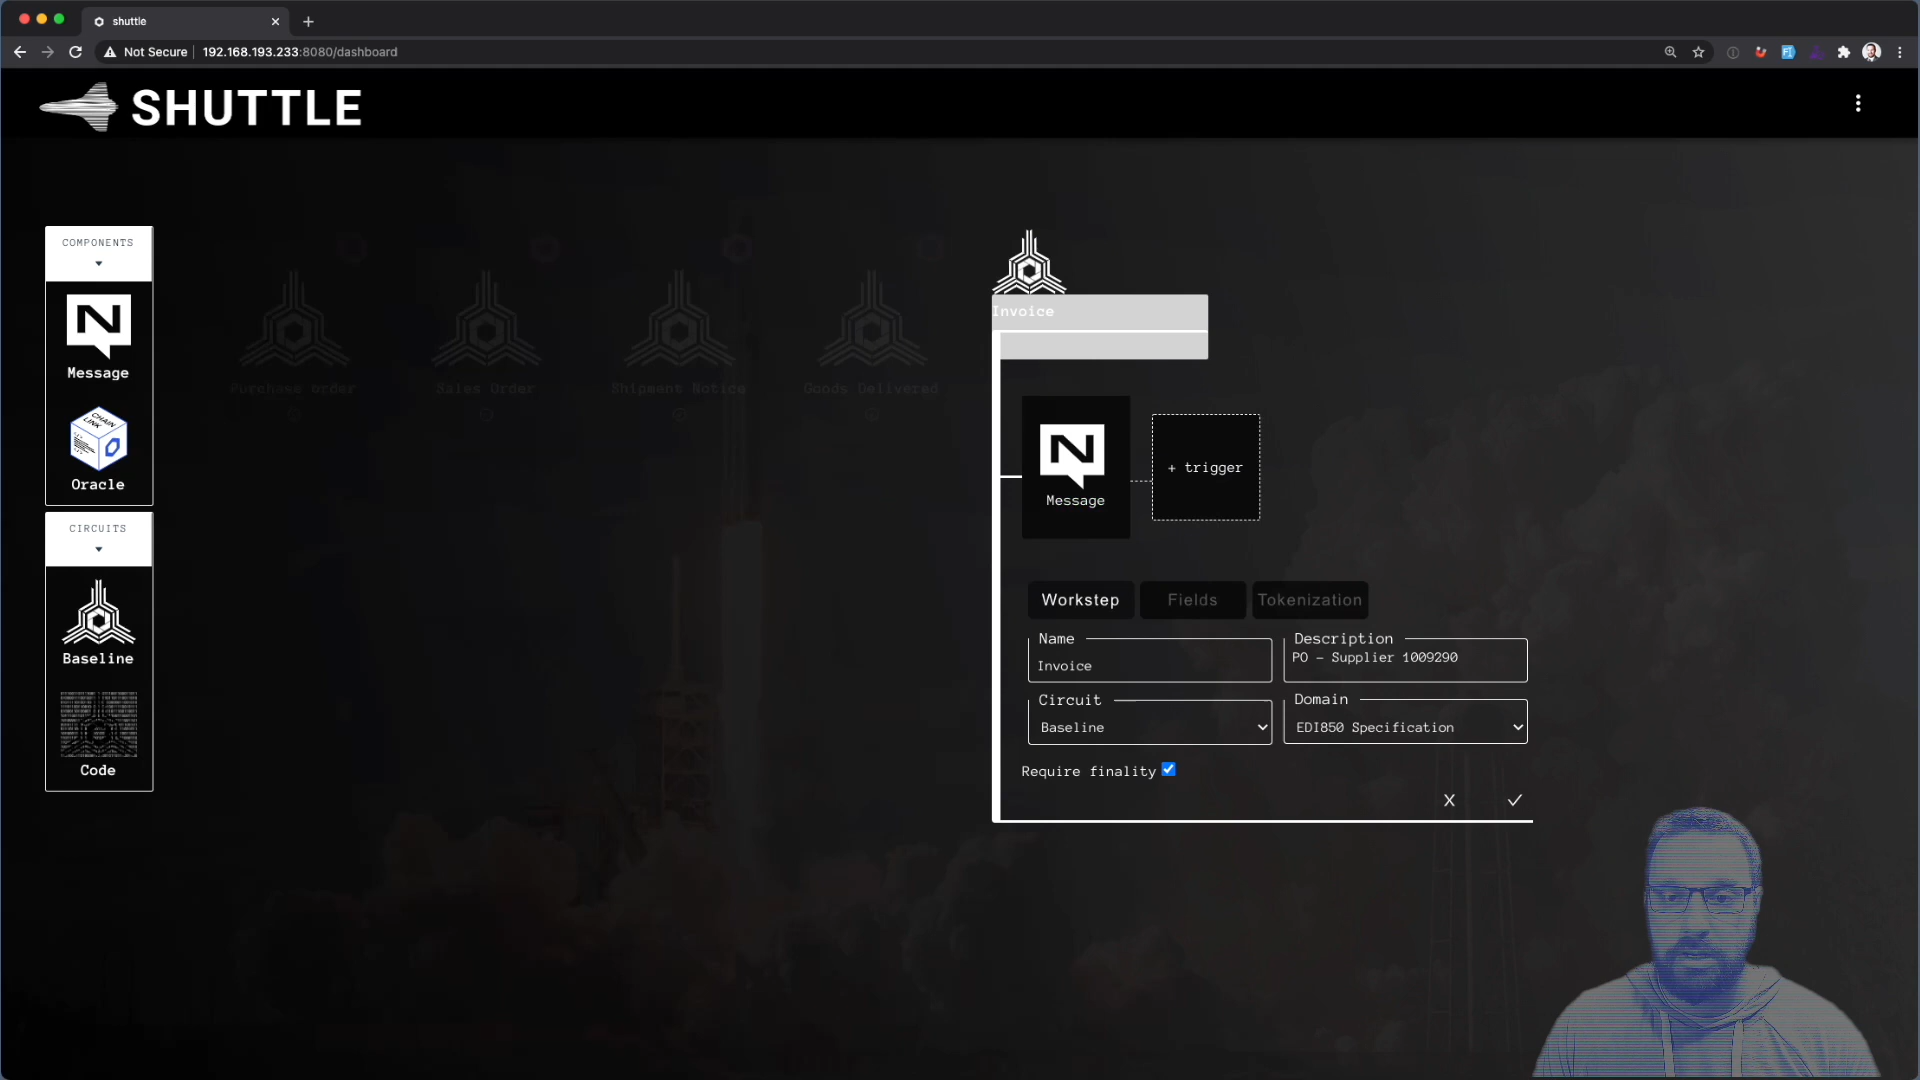 shuttle
Not Secure 192.168.193.233:8080/dashboard
SHUTTLE
COMPONENTS
N
Message
CHAIN LINK
Oracle
CIRCUITS
Baseline
Code
Purchase order
Sales Order
Shipment Notice
Goods Delivered
Invoice
N
Message
+ trigger
Workstep Fields Tokenization
Name
Invoice
Description
PO - Supplier 1009290
Circuit
Baseline
Domain
EDI850 Specification
Require finality
X